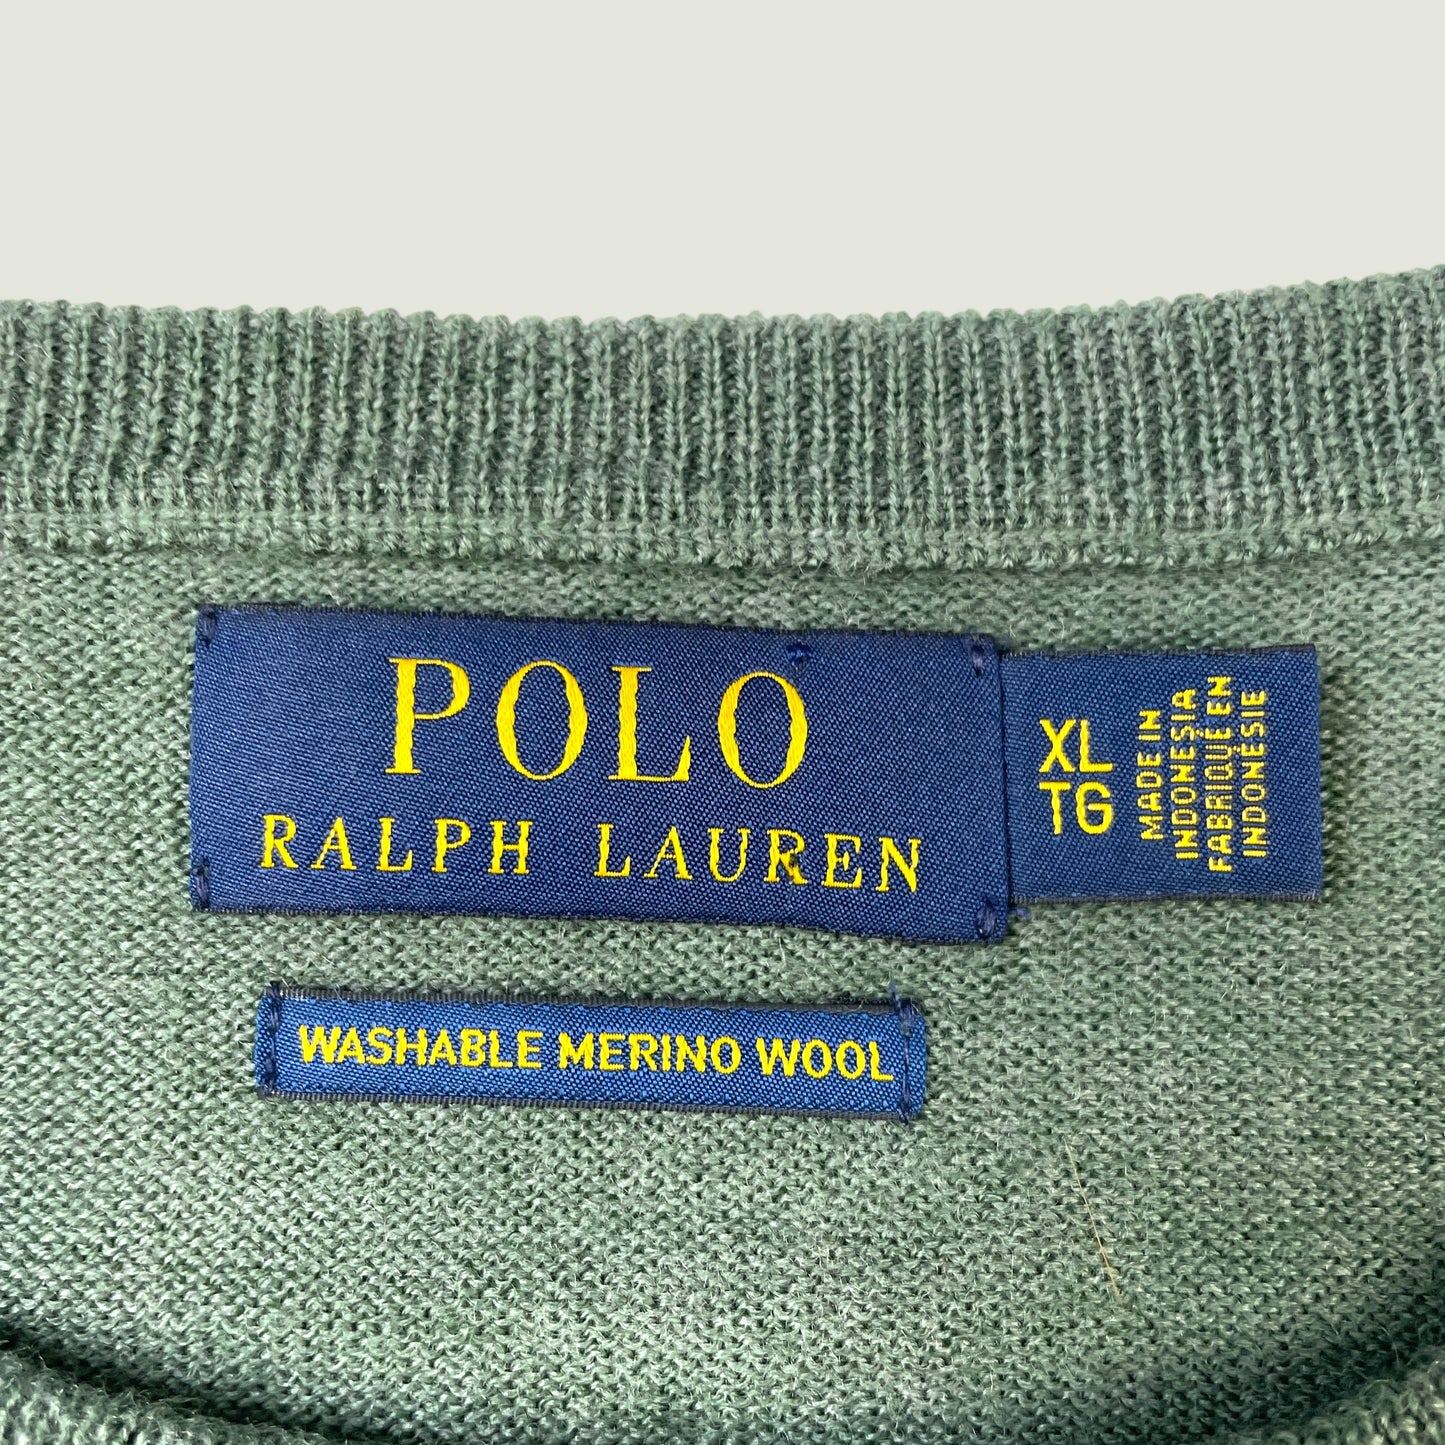 POLO
RALPH LAUREN
XL
TG
MADE IN
INDONESIA
FABRIQUÉ EN
INDONÉSIE
WASHABLE MERINO WOOL